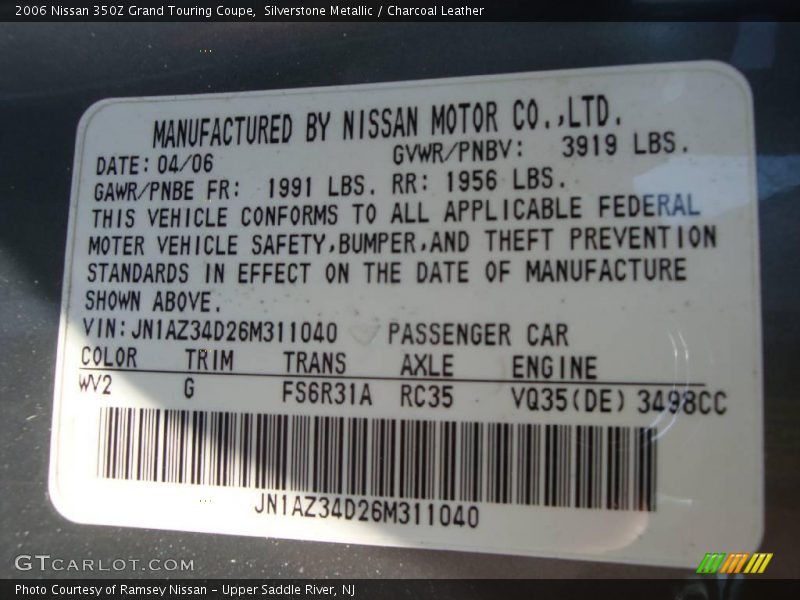 2006 Nissan 350Z Grand Touring Coupe,  Silverstone Metallic / Charcoal Leather
MANUFACTURED BY NISSAN MOTOR CO.,LTD.
DATE: 04/06 GVWR/PNBV: 3919 LBS.
GAWR/PNBE FR: 1991 LBS. RR: 1956 LBS.
THIS VEHICLE CONFORMS TO ALL APPLICABLE FEDERAL
MOTER VEHICLE SAFETY,BUMPER,AND THEFT PREVENTION
STANDARDS IN EFFECT ON THE DATE OF MANUFACTURE
SHOWN ABOVE.
VIN: JN1AZ34D26M311040 PASSENGER CAR
COLOR TRIM TRANS AXLE ENGINE
WV2 G FS6R31A RC35 VQ35(DE) 3498CC
JN1AZ34D26M311040
GTCARLOT.COM
Photo Courtesy of Ramsey Nissan - Upper Saddle River, NJ